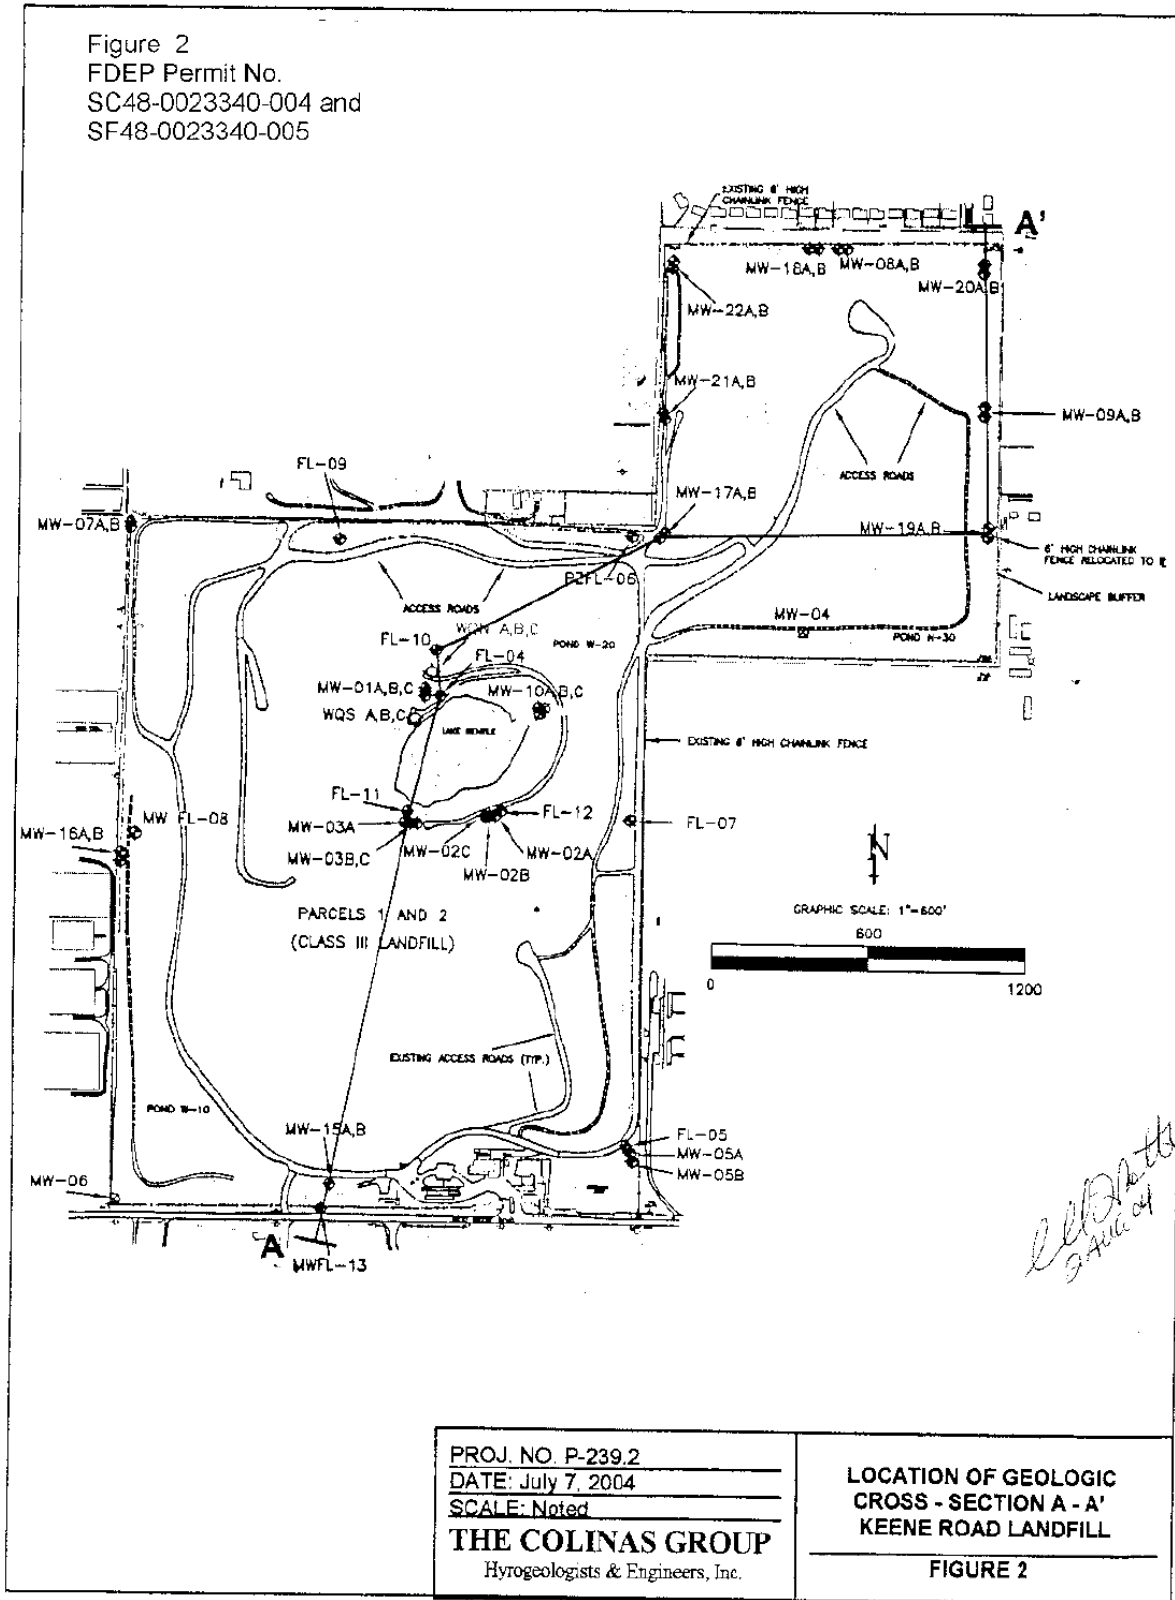 Figure 2
FDEP Permit No.
SC48-0023340-004 and
SF48-0023340-005
EXISTING 6' HIGH
CHAINLINK FENCE
A'
MW-18A,B
MW-08A,B
MW-20A,B
MW-22A,B
MW-21A,B
MW-09A,B
ACCESS ROADS
FL-09
MW-17A,B
MW-07A,B
MW-19A,B
6' HIGH CHAINLINK
FENCE RELOCATED TO
PZFL-06
LANDSCAPE BUFFER
ACCESS ROADS
MW-04
WQN A,B,C
POND N-30
FL-10
POND W-20
FL-04
MW-01A,B,C
MW-10A,B,C
WQS A,B,C
LAKE
EXISTING 6' HIGH CHAINLINK FENCE
FL-11
FL-12
MW FL-08
MW-03A
FL-07
MW-16A,B
MW-03B,C
MW-02C
MW-02A
MW-02B
N
PARCELS 1 AND 2
(CLASS III LANDFILL)
GRAPHIC SCALE: 1"=600'
600
0
1200
EXISTING ACCESS ROADS (TYP.)
POND W-10
MW-15A,B
FL-05
MW-05A
MW-05B
MW-06
A
MWFL-13
2 AUG 04
PROJ. NO. P-239.2
DATE: July 7, 2004
SCALE: Noted
THE COLINAS GROUP
Hyrogeologists & Engineers, Inc.
LOCATION OF GEOLOGIC
CROSS - SECTION A - A'
KEENE ROAD LANDFILL
FIGURE 2